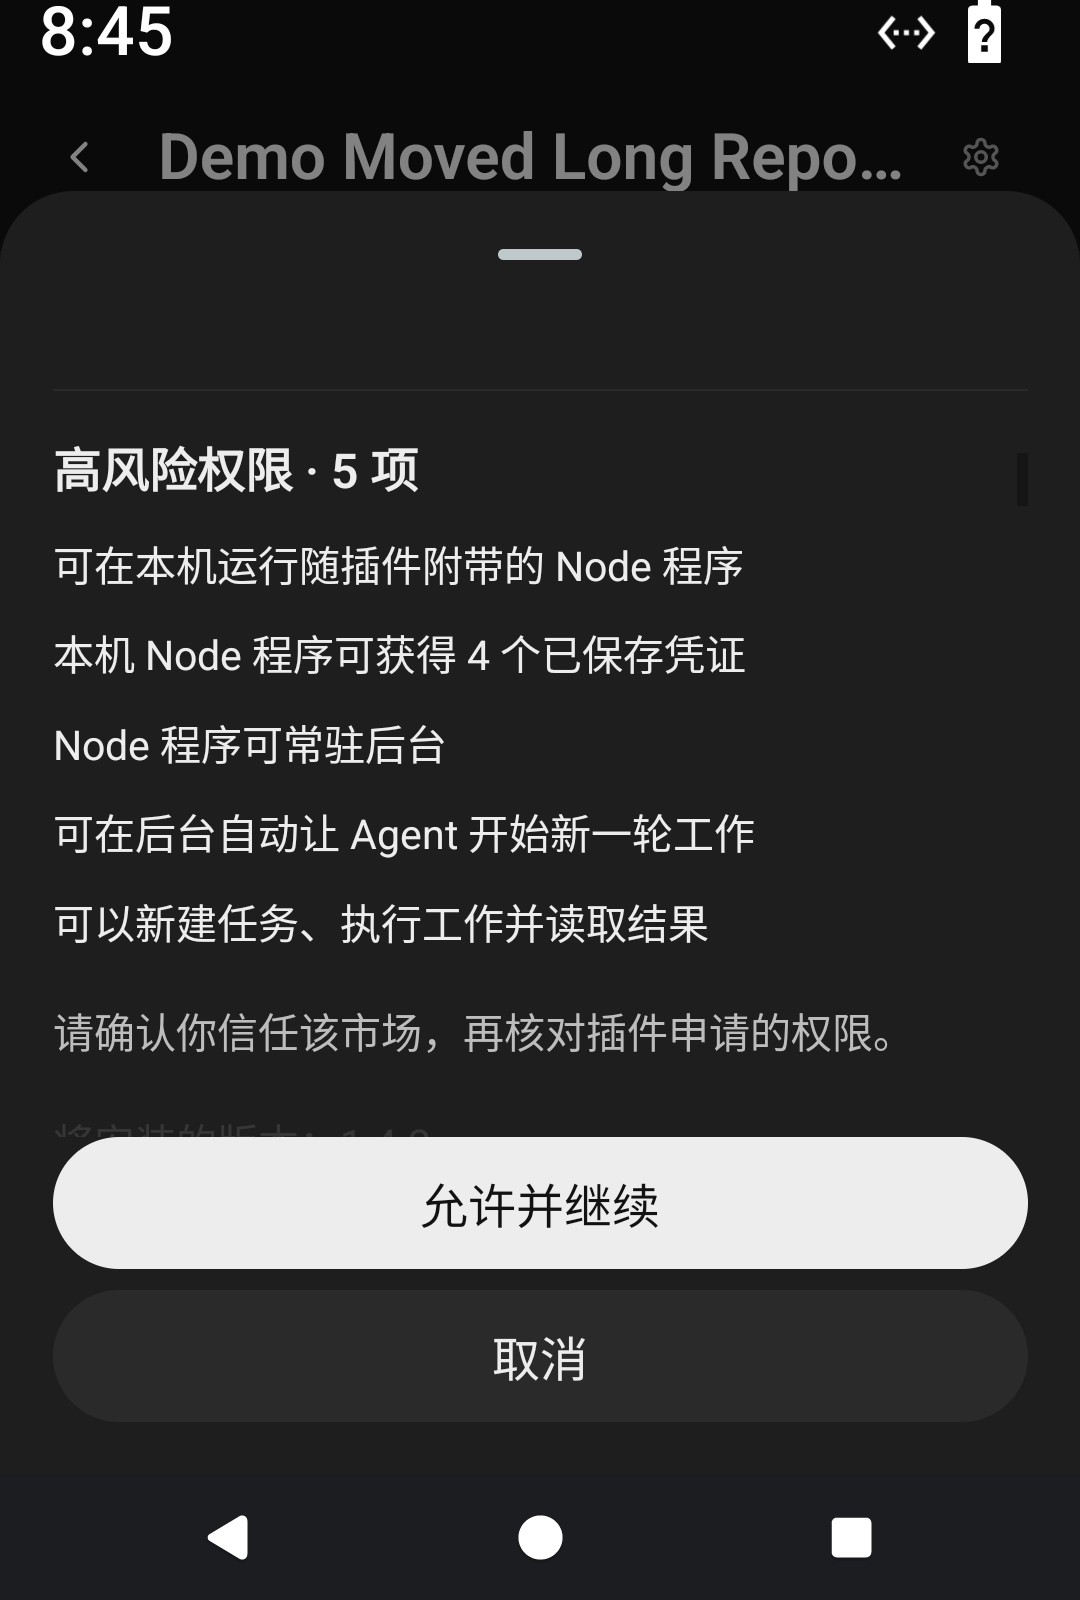 8:45
Demo Moved Long Repo...
高风险权限 · 5 项
可在本机运行随插件附带的 Node 程序
本机 Node 程序可获得 4 个已保存凭证
Node 程序可常驻后台
可在后台自动让 Agent 开始新一轮工作
可以新建任务、执行工作并读取结果
请确认你信任该市场，再核对插件申请的权限。
允许并继续
取消